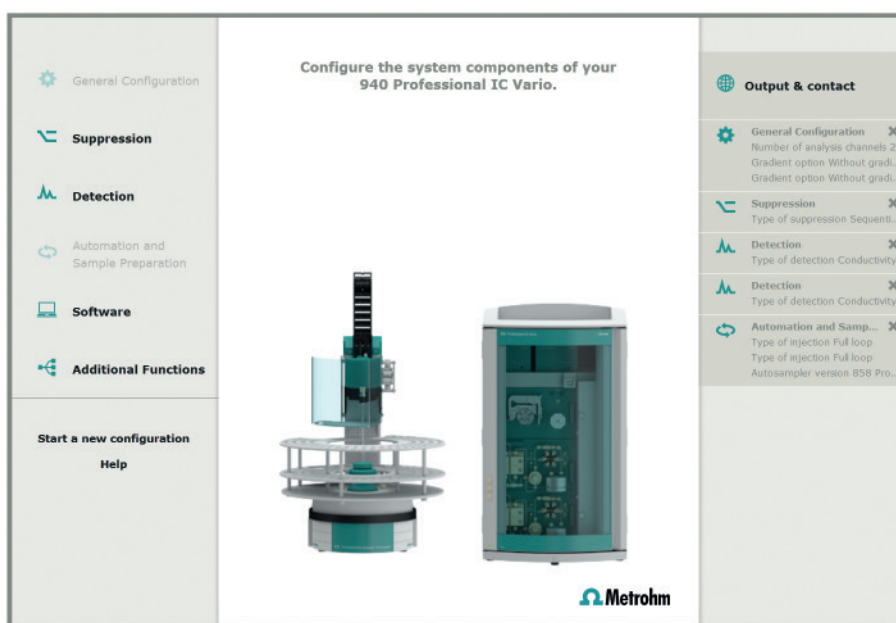 General Configuration
Suppression
Detection
Automation and
Sample Preparation
Software
Additional Functions
Start a new configuration
Help
Configure the system components of your
940 Professional IC Vario.
Metrohm
Output & contact
General Configuration
Number of analysis channels 2
Gradient option Without gradi...
Gradient option Without gradi...
Suppression
Type of suppression Sequenti...
Detection
Type of detection Conductivity
Detection
Type of detection Conductivity
Automation and Samp...
Type of injection Full loop
Type of injection Full loop
Autosampler version 858 Pro...